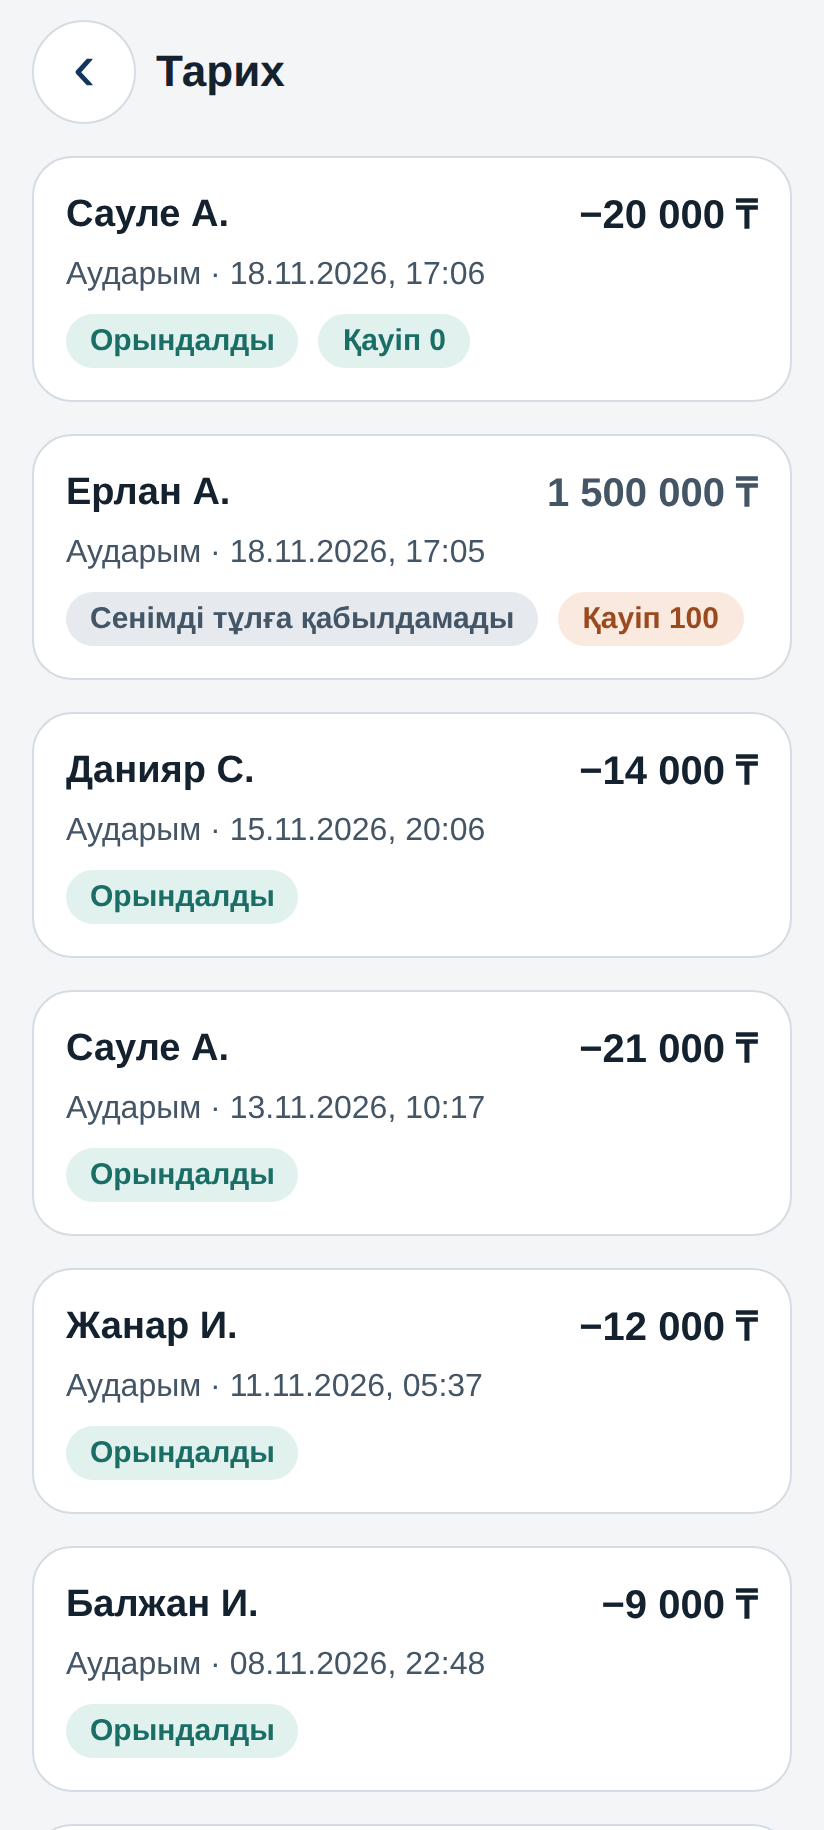 Тарих
Сауле А. −20 000 ₸
Аударым · 18.11.2026, 17:06
Орындалды Қауіп 0
Ерлан А. 1 500 000 ₸
Аударым · 18.11.2026, 17:05
Сенімді тұлға қабылдамады Қауіп 100
Данияр С. −14 000 ₸
Аударым · 15.11.2026, 20:06
Орындалды
Сауле А. −21 000 ₸
Аударым · 13.11.2026, 10:17
Орындалды
Жанар И. −12 000 ₸
Аударым · 11.11.2026, 05:37
Орындалды
Балжан И. −9 000 ₸
Аударым · 08.11.2026, 22:48
Орындалды